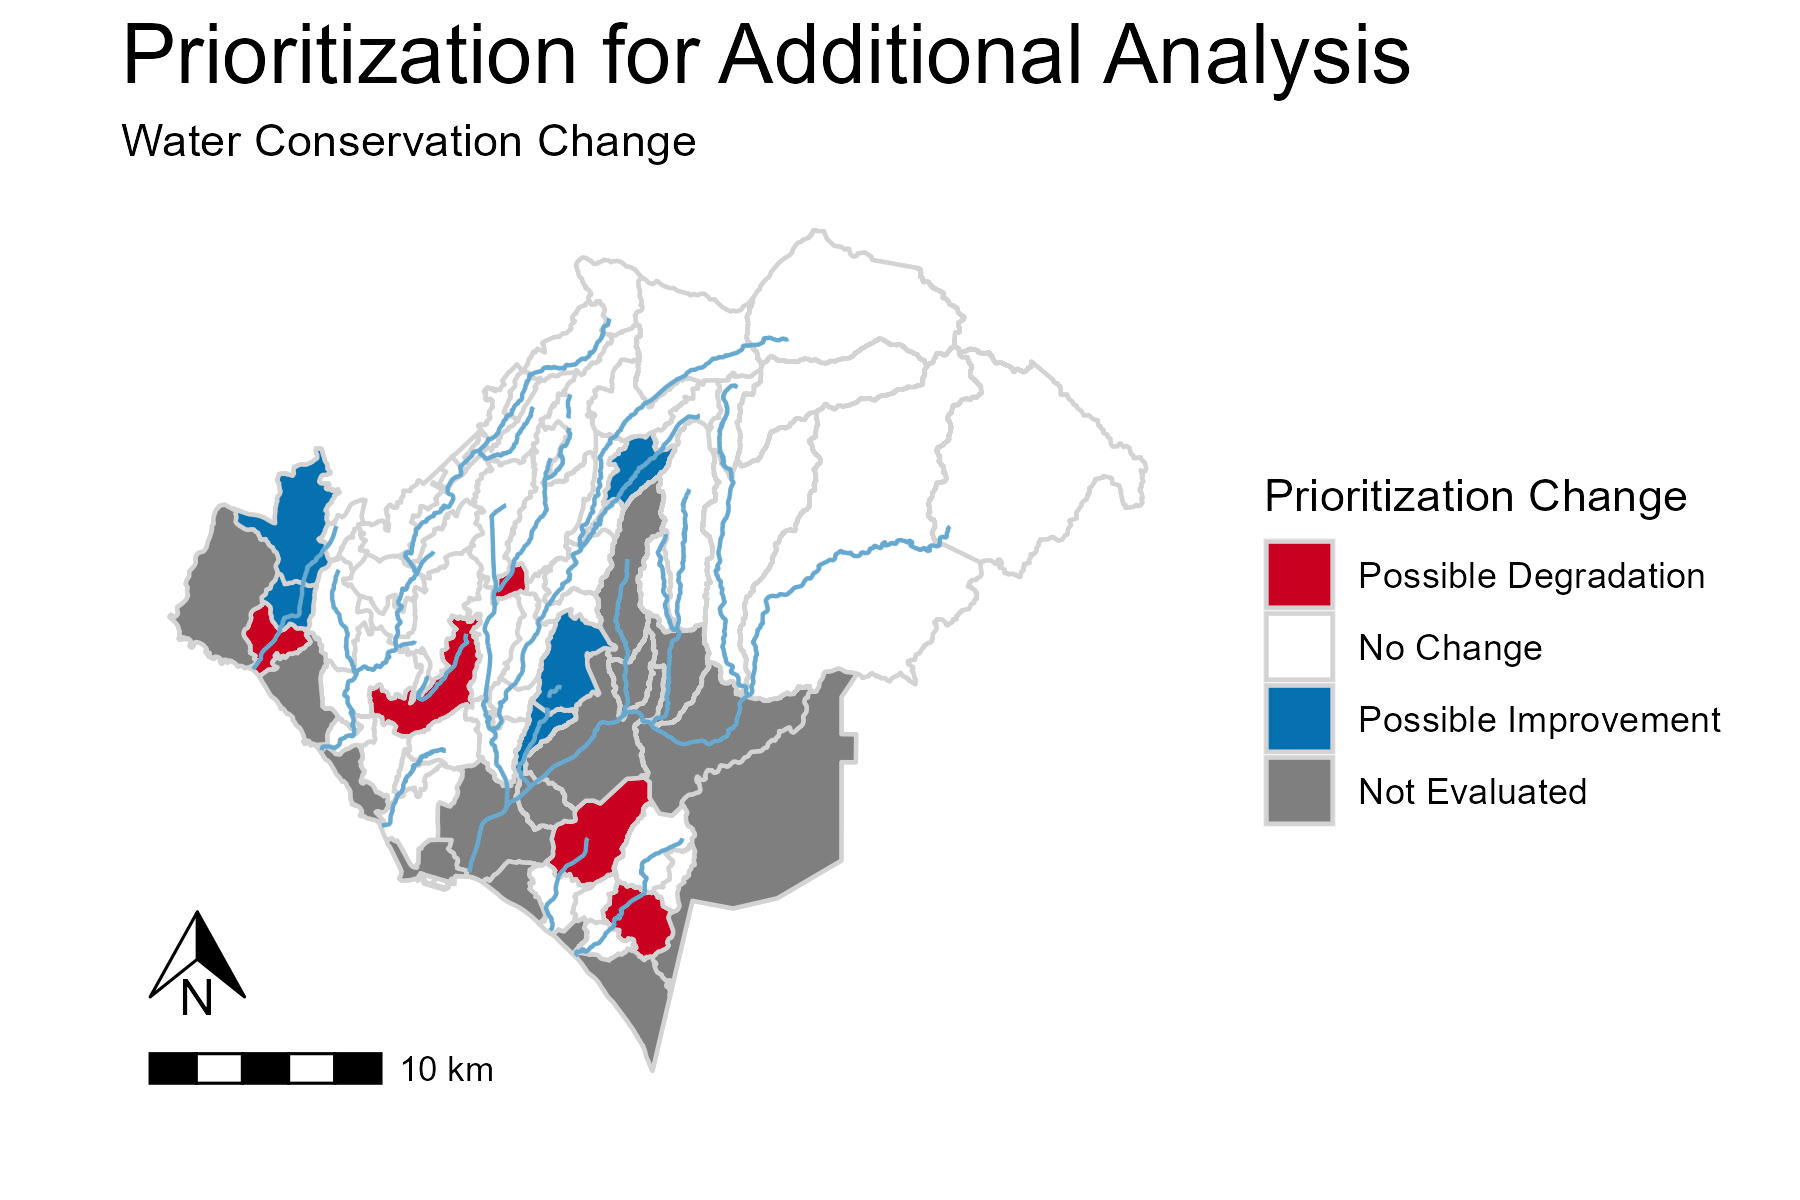 Prioritization for Additional Analysis
Water Conservation Change
Prioritization Change
Possible Degradation
No Change
Possible Improvement
Not Evaluated
N
10 km